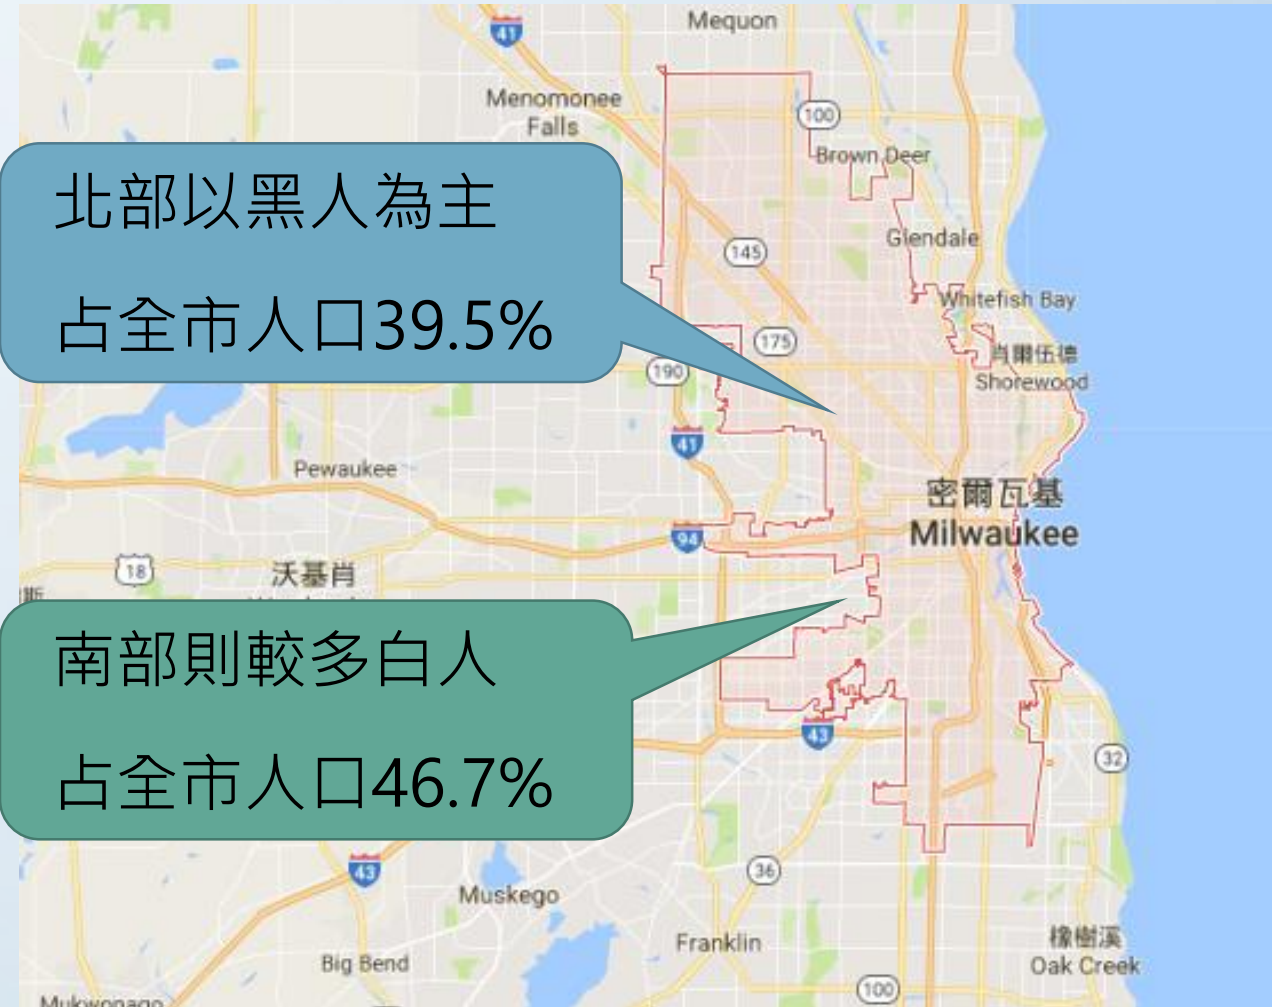 Mequon
41
Menomonee
Falls
100
Brown Deer
北部以黑人為主
占全市人口39.5%
145
Glendale
Whitefish Bay
175
肖爾伍德
Shorewood
190
41
Pewaukee
密爾瓦基
Milwaukee
94
18
沃基肖
斯
南部則較多白人
占全市人口46.7%
43
32
43
36
Muskego
Franklin
橡樹溪
Oak Creek
Big Bend
100
Mukwonago